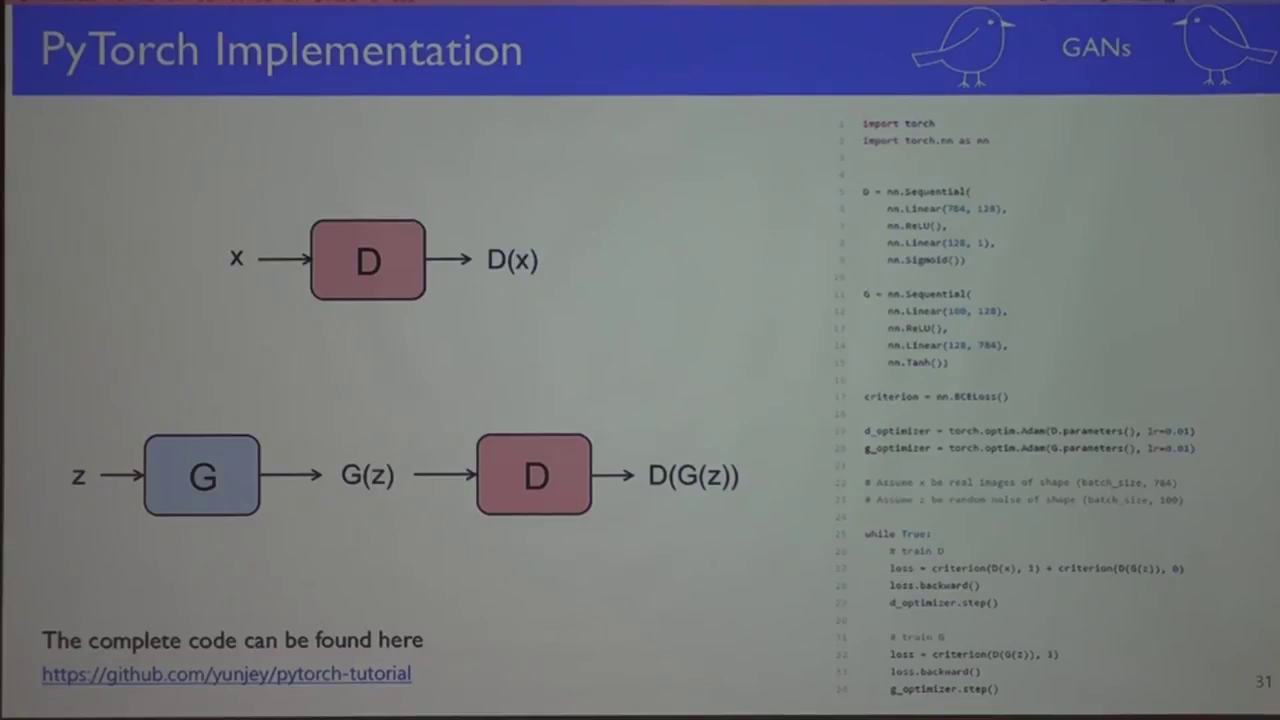 PyTorch Implementation
GANs
x
D
D(x)
z
G
G(z)
D
D(G(z))
The complete code can be found here
https://github.com/yunjey/pytorch-tutorial
1 import torch
2 import torch.nn as nn
3
4
5 D = nn.Sequential(
6 nn.Linear(784, 128),
7 nn.ReLU(),
8 nn.Linear(128, 1),
9 nn.Sigmoid())
10
11 G = nn.Sequential(
12 nn.Linear(100, 128),
13 nn.ReLU(),
14 nn.Linear(128, 784),
15 nn.Tanh())
16
17 criterion = nn.BCELoss()
18
19 d_optimizer = torch.optim.Adam(D.parameters(), lr=0.01)
20 g_optimizer = torch.optim.Adam(G.parameters(), lr=0.01)
21
22 # Assume x be real images of shape (batch_size, 784)
23 # Assume z be random noise of shape (batch_size, 100)
24
25 while True:
26 # train D
27 loss = criterion(D(x), 1) + criterion(D(G(z)), 0)
28 loss.backward()
29 d_optimizer.step()
30
31 # train G
32 loss = criterion(D(G(z)), 1)
33 loss.backward()
34 g_optimizer.step()
31